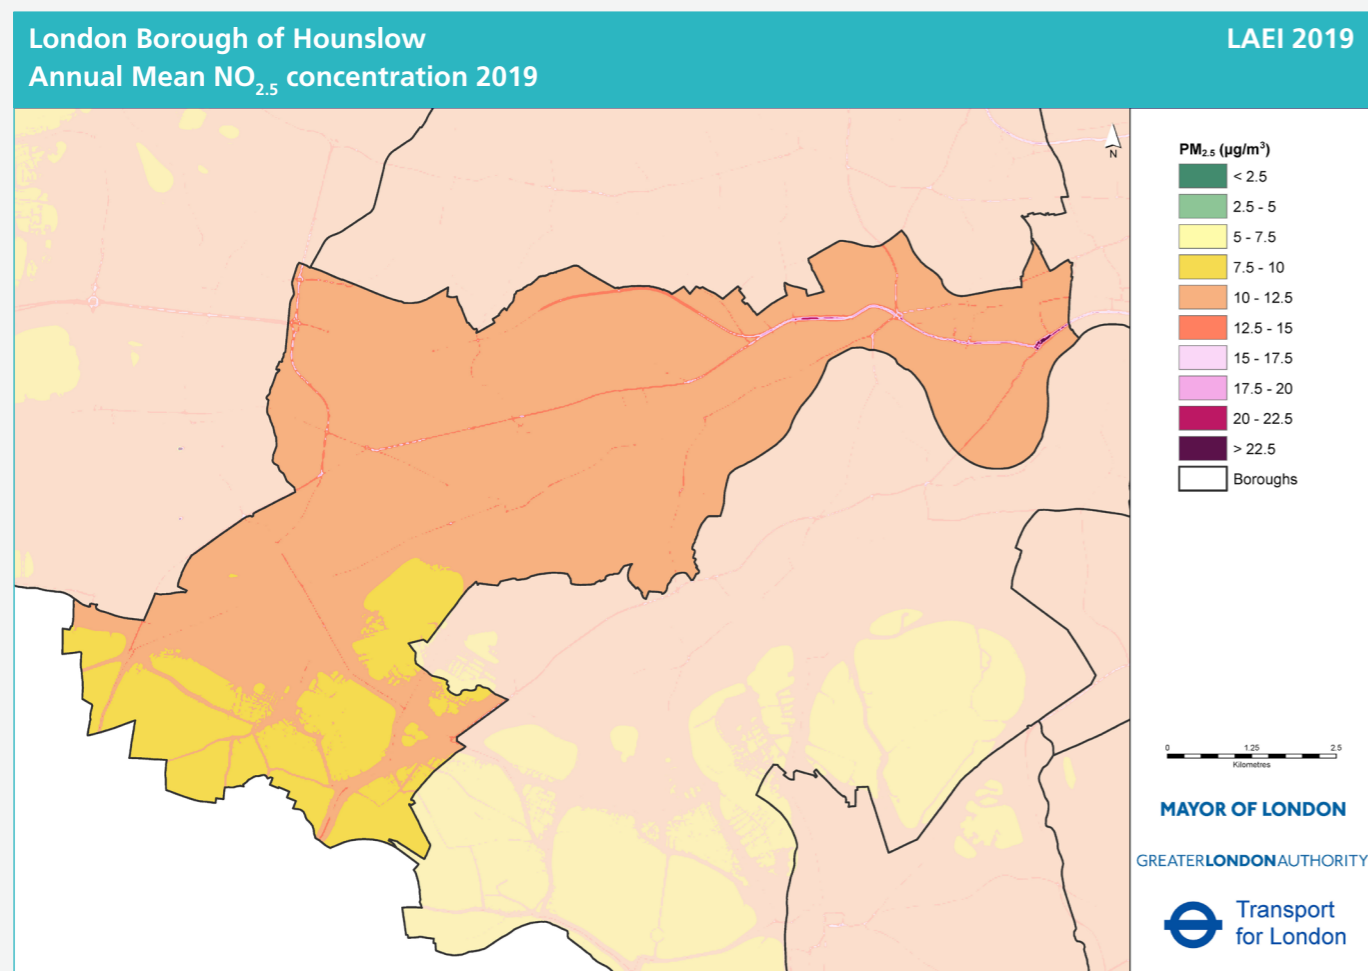 London Borough of Hounslow
LAEI 2019
Annual Mean NO2.5 concentration 2019
N
PM2.5 (µg/m3)
< 2.5
2.5 - 5
5 - 7.5
7.5 - 10
10 - 12.5
12.5 - 15
15 - 17.5
17.5 - 20
20 - 22.5
> 22.5
Boroughs
0 1.25 2.5
Kilometres
MAYOR OF LONDON
GREATERLONDONAUTHORITY
Transport
for London